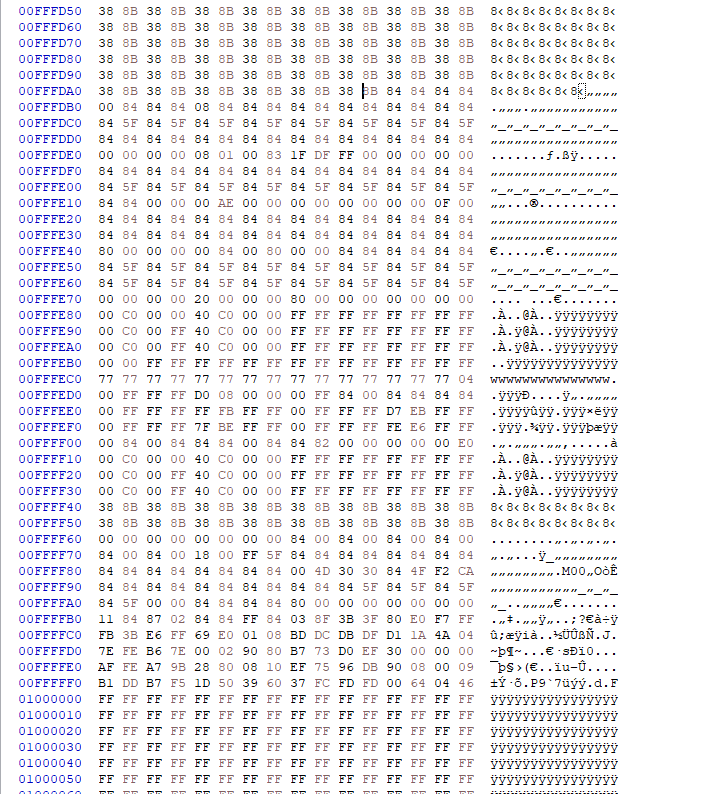 00FFFD50 38 8B 38 8B 38 8B 38 8B 38 8B 38 8B 38 8B 38 8B 8‹8‹8‹8‹8‹8‹8‹8‹
00FFFD60 38 8B 38 8B 38 8B 38 8B 38 8B 38 8B 38 8B 38 8B 8‹8‹8‹8‹8‹8‹8‹8‹
00FFFD70 38 8B 38 8B 38 8B 38 8B 38 8B 38 8B 38 8B 38 8B 8‹8‹8‹8‹8‹8‹8‹8‹
00FFFD80 38 8B 38 8B 38 8B 38 8B 38 8B 38 8B 38 8B 38 8B 8‹8‹8‹8‹8‹8‹8‹8‹
00FFFD90 38 8B 38 8B 38 8B 38 8B 38 8B 38 8B 38 8B 38 8B 8‹8‹8‹8‹8‹8‹8‹8‹
00FFFDA0 38 8B 38 8B 38 8B 38 8B 38 8B 38 8B 84 84 84 84 8‹8‹8‹8‹8‹8‹„„„„
00FFFDB0 00 84 84 84 08 84 84 84 84 84 84 84 84 84 84 84 .„„„.„„„„„„„„„„„
00FFFDC0 84 5F 84 5F 84 5F 84 5F 84 5F 84 5F 84 5F 84 5F „_„_„_„_„_„_„_„_
00FFFDD0 84 84 84 84 84 84 84 84 84 84 84 84 84 84 84 84 „„„„„„„„„„„„„„„„
00FFFDE0 00 00 00 00 08 01 00 83 1F DF FF 00 00 00 00 00 .......ƒ.ßÿ.....
00FFFDF0 84 84 84 84 84 84 84 84 84 84 84 84 84 84 84 84 „„„„„„„„„„„„„„„„
00FFFE00 84 5F 84 5F 84 5F 84 5F 84 5F 84 5F 84 5F 84 5F „_„_„_„_„_„_„_„_
00FFFE10 84 84 00 00 00 AE 00 00 00 00 00 00 00 00 0F 00 „„...®..........
00FFFE20 84 84 84 84 84 84 84 84 84 84 84 84 84 84 84 84 „„„„„„„„„„„„„„„„
00FFFE30 84 84 84 84 84 84 84 84 84 84 84 84 84 84 84 84 „„„„„„„„„„„„„„„„
00FFFE40 80 00 00 00 00 84 00 80 00 00 84 84 84 84 84 84 €....„.€..„„„„„„
00FFFE50 84 5F 84 5F 84 5F 84 5F 84 5F 84 5F 84 5F 84 5F „_„_„_„_„_„_„_„_
00FFFE60 84 5F 84 5F 84 5F 84 5F 84 5F 84 5F 84 5F 84 5F „_„_„_„_„_„_„_„_
00FFFE70 00 00 00 00 20 00 00 00 80 00 00 00 00 00 00 00 .... ...€.......
00FFFE80 00 C0 00 00 40 C0 00 00 FF FF FF FF FF FF FF FF .À..@À..ÿÿÿÿÿÿÿÿ
00FFFE90 00 C0 00 FF 40 C0 00 00 FF FF FF FF FF FF FF FF .À.ÿ@À..ÿÿÿÿÿÿÿÿ
00FFFEA0 00 C0 00 FF 40 C0 00 00 FF FF FF FF FF FF FF FF .À.ÿ@À..ÿÿÿÿÿÿÿÿ
00FFFEB0 00 00 FF FF FF FF FF FF FF FF FF FF FF FF FF FF ..ÿÿÿÿÿÿÿÿÿÿÿÿÿÿ
00FFFEC0 77 77 77 77 77 77 77 77 77 77 77 77 77 77 77 04 wwwwwwwwwwwwwww.
00FFFED0 00 FF FF FF D0 08 00 00 00 FF 84 00 84 84 84 84 .ÿÿÿÐ....ÿ„.„„„„
00FFFEE0 00 FF FF FF FF FB FF FF 00 FF FF FF D7 EB FF FF .ÿÿÿÿûÿÿ.ÿÿÿ×ëÿÿ
00FFFEF0 00 FF FF FF 7F BE FF FF 00 FF FF FF FE E6 FF FF .ÿÿÿ.¾ÿÿ.ÿÿÿþæÿÿ
00FFFF00 00 84 00 84 84 00 84 84 82 00 00 00 00 00 00 E0 .„.„„.„„‚......à
00FFFF10 00 C0 00 00 40 C0 00 00 FF FF FF FF FF FF FF FF .À..@À..ÿÿÿÿÿÿÿÿ
00FFFF20 00 C0 00 FF 40 C0 00 00 FF FF FF FF FF FF FF FF .À.ÿ@À..ÿÿÿÿÿÿÿÿ
00FFFF30 00 C0 00 FF 40 C0 00 00 FF FF FF FF FF FF FF FF .À.ÿ@À..ÿÿÿÿÿÿÿÿ
00FFFF40 38 8B 38 8B 38 8B 38 8B 38 8B 38 8B 38 8B 38 8B 8‹8‹8‹8‹8‹8‹8‹8‹
00FFFF50 38 8B 38 8B 38 8B 38 8B 38 8B 38 8B 38 8B 38 8B 8‹8‹8‹8‹8‹8‹8‹8‹
00FFFF60 00 00 00 00 00 00 00 00 84 00 84 00 84 00 84 00 ........„.„.„.„.
00FFFF70 84 00 84 00 18 00 FF 5F 84 84 84 84 84 84 84 84 „.„...ÿ_„„„„„„„„
00FFFF80 84 84 84 84 84 84 84 84 00 4D 30 30 84 4F F2 CA „„„„„„„„.M00„OòÊ
00FFFF90 84 84 84 84 84 84 84 84 84 84 84 5F 84 5F 84 5F „„„„„„„„„„„_„_„_
00FFFFA0 84 5F 00 00 84 84 84 84 80 00 00 00 00 00 00 00 „_..„„„„€.......
00FFFFB0 11 84 87 02 84 84 FF 84 03 8F 3B 3F 80 E0 F7 FF .„‡.„„ÿ„..;?€à÷ÿ
00FFFFC0 FB 3B E6 FF 69 E0 01 08 BD DC DB DF D1 1A 4A 04 û;æÿià..½ÜÛßÑ.J.
00FFFFD0 7E FE B6 7E 00 02 90 80 B7 73 D0 EF 30 00 00 00 ~þ¶~...€·sÐï0...
00FFFFE0 AF FE A7 9B 28 80 08 10 EF 75 96 DB 90 08 00 09 ¯þ§›(€..ïu–Û....
00FFFFF0 B1 DD B7 F5 1D 50 39 60 37 FC FD FD 00 64 04 46 ±Ý·õ.P9`7üýý.d.F
01000000 FF FF FF FF FF FF FF FF FF FF FF FF FF FF FF FF ÿÿÿÿÿÿÿÿÿÿÿÿÿÿÿÿ
01000010 FF FF FF FF FF FF FF FF FF FF FF FF FF FF FF FF ÿÿÿÿÿÿÿÿÿÿÿÿÿÿÿÿ
01000020 FF FF FF FF FF FF FF FF FF FF FF FF FF FF FF FF ÿÿÿÿÿÿÿÿÿÿÿÿÿÿÿÿ
01000030 FF FF FF FF FF FF FF FF FF FF FF FF FF FF FF FF ÿÿÿÿÿÿÿÿÿÿÿÿÿÿÿÿ
01000040 FF FF FF FF FF FF FF FF FF FF FF FF FF FF FF FF ÿÿÿÿÿÿÿÿÿÿÿÿÿÿÿÿ
01000050 FF FF FF FF FF FF FF FF FF FF FF FF FF FF FF FF ÿÿÿÿÿÿÿÿÿÿÿÿÿÿÿÿ